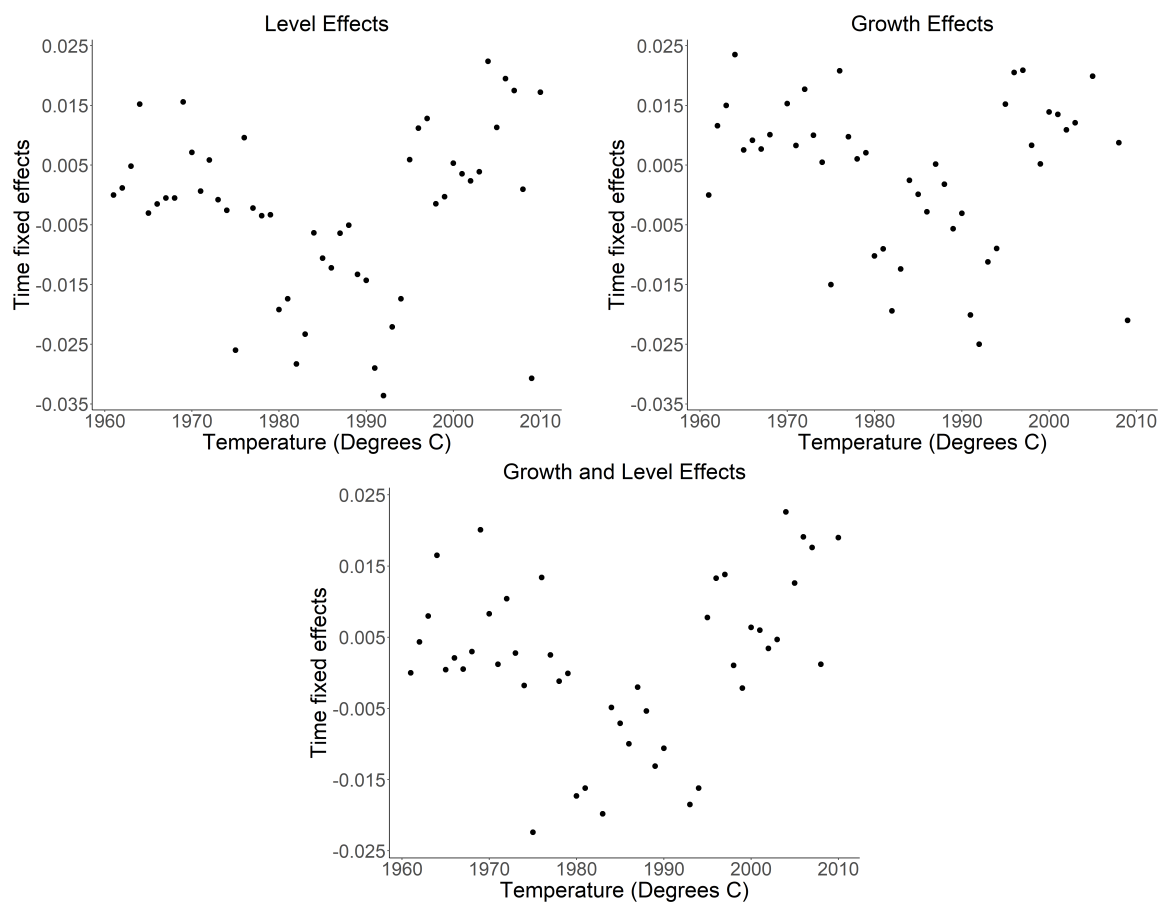 Level Effects
0.025
0.015
0.005
-0.005
-0.015
-0.025
-0.035
Time fixed effects
1960 1970 1980 1990 2000 2010
Temperature (Degrees C)
Growth Effects
0.025
0.015
0.005
-0.005
-0.015
-0.025
-0.035
Time fixed effects
1960 1970 1980 1990 2000 2010
Temperature (Degrees C)
Growth and Level Effects
0.025
0.015
0.005
-0.005
-0.015
-0.025
Time fixed effects
1960 1970 1980 1990 2000 2010
Temperature (Degrees C)